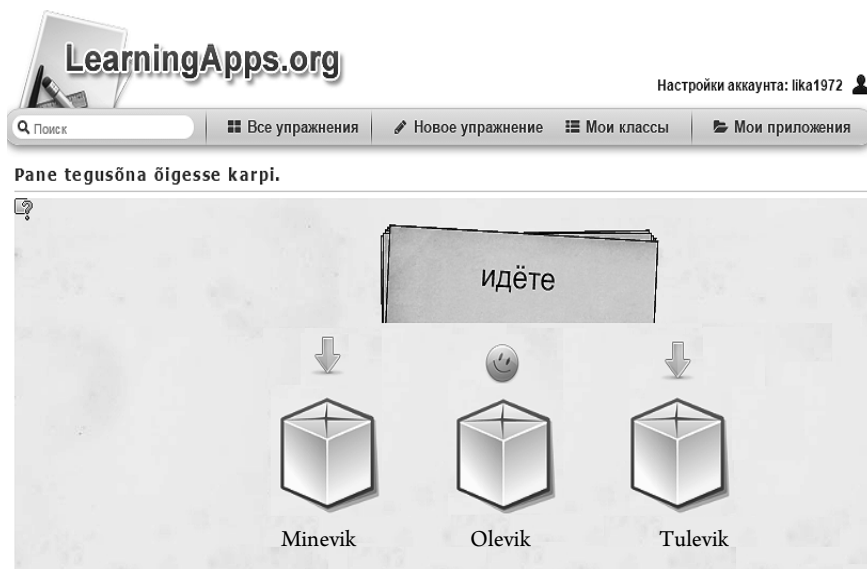 LearningApps.org
Настройки аккаунта: lika1972
Поиск
Все упражнения
Новое упражнение
Мои классы
Мои приложения
Pane tegusõna õigesse karpi.
идёте
Minevik
Olevik
Tulevik